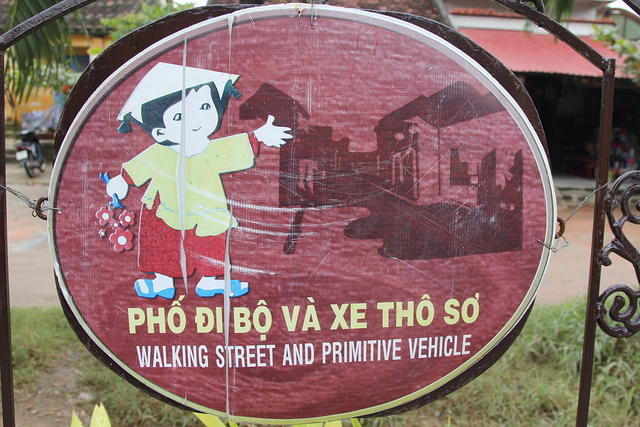 PHỐ ĐI BỘ VÀ XE THÔ SƠ
WALKING STREET AND PRIMITIVE VEHICLE